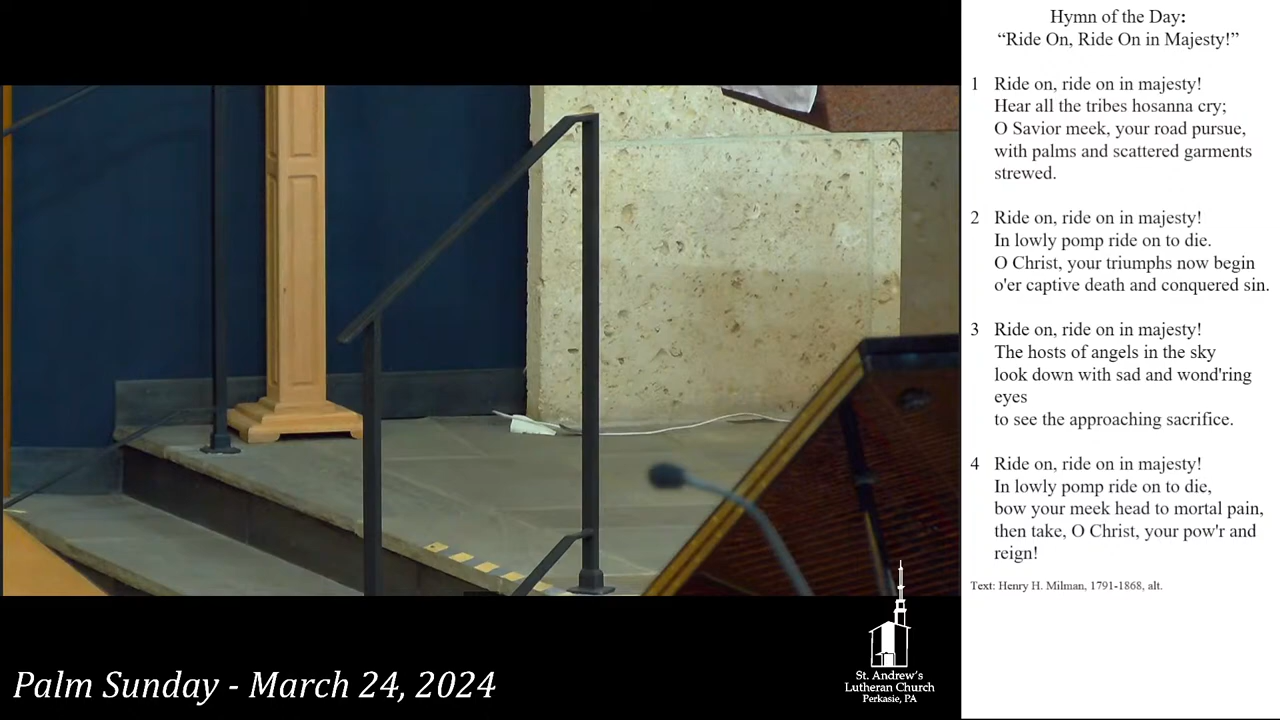 Hymn of the Day:
“Ride On, Ride On in Majesty!”
1 Ride on, ride on in majesty!
Hear all the tribes hosanna cry;
O Savior meek, your road pursue,
with palms and scattered garments
strewed.
2 Ride on, ride on in majesty!
In lowly pomp ride on to die.
O Christ, your triumphs now begin
o'er captive death and conquered sin.
3 Ride on, ride on in majesty!
The hosts of angels in the sky
look down with sad and wond'ring
eyes
to see the approaching sacrifice.
4 Ride on, ride on in majesty!
In lowly pomp ride on to die,
bow your meek head to mortal pain,
then take, O Christ, your pow'r and
reign!
Text: Henry H. Milman, 1791-1868, alt.
Palm Sunday - March 24, 2024
St. Andrew's
Lutheran Church
Perkasie, PA